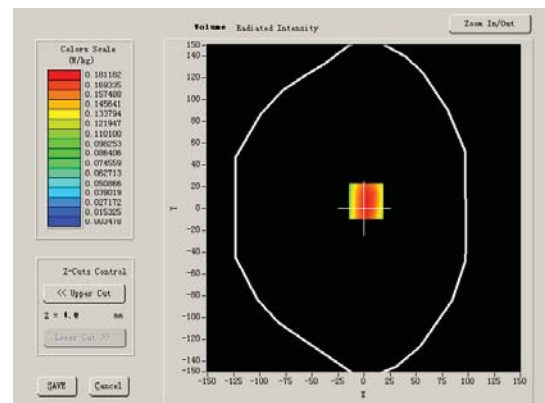 Volume Radiated Intensity
Zoom In/Out
Colors Scale
(W/kg)
0.181182
0.169335
0.157488
0.145641
0.133794
0.121947
0.110100
0.098253
0.086406
0.074559
0.062713
0.050866
0.039019
0.027172
0.015325
0.003478
Z-Cuts Control
<< Upper Cut
Z = 4.0 mm
Lower Cut >>
SAVE
Cancel
150
140
120
100
80
60
40
20
0
-20
-40
-60
-80
-100
-120
-140
-150
Y
-150 -125 -100 -75 -50 -25 0 25 50 75 100 125 150
X